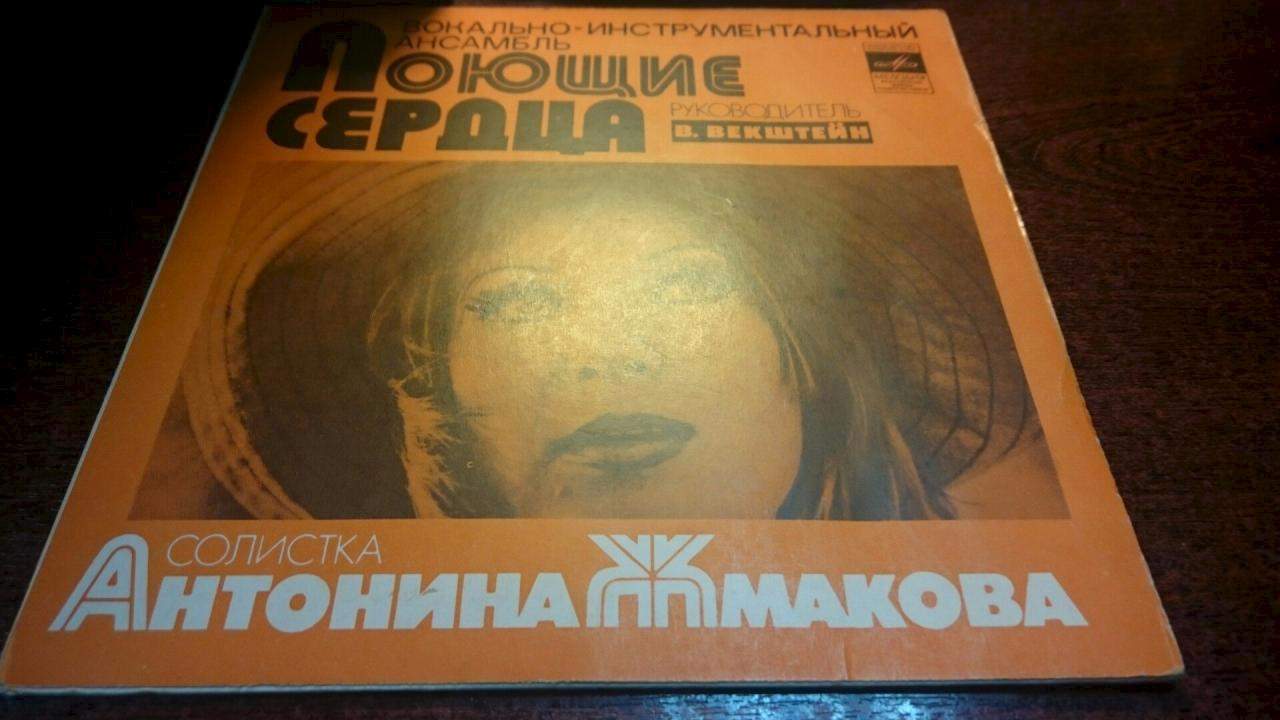 ВОКАЛЬНО-ИНСТРУМЕНТАЛЬНЫЙ
АНСАМБЛЬ
ПОЮЩИЕ
СЕРДЦА
РУКОВОДИТЕЛЬ
В. ВЕКШТЕЙН
СОЛИСТКА
АНТОНИНА ЖМАКОВА